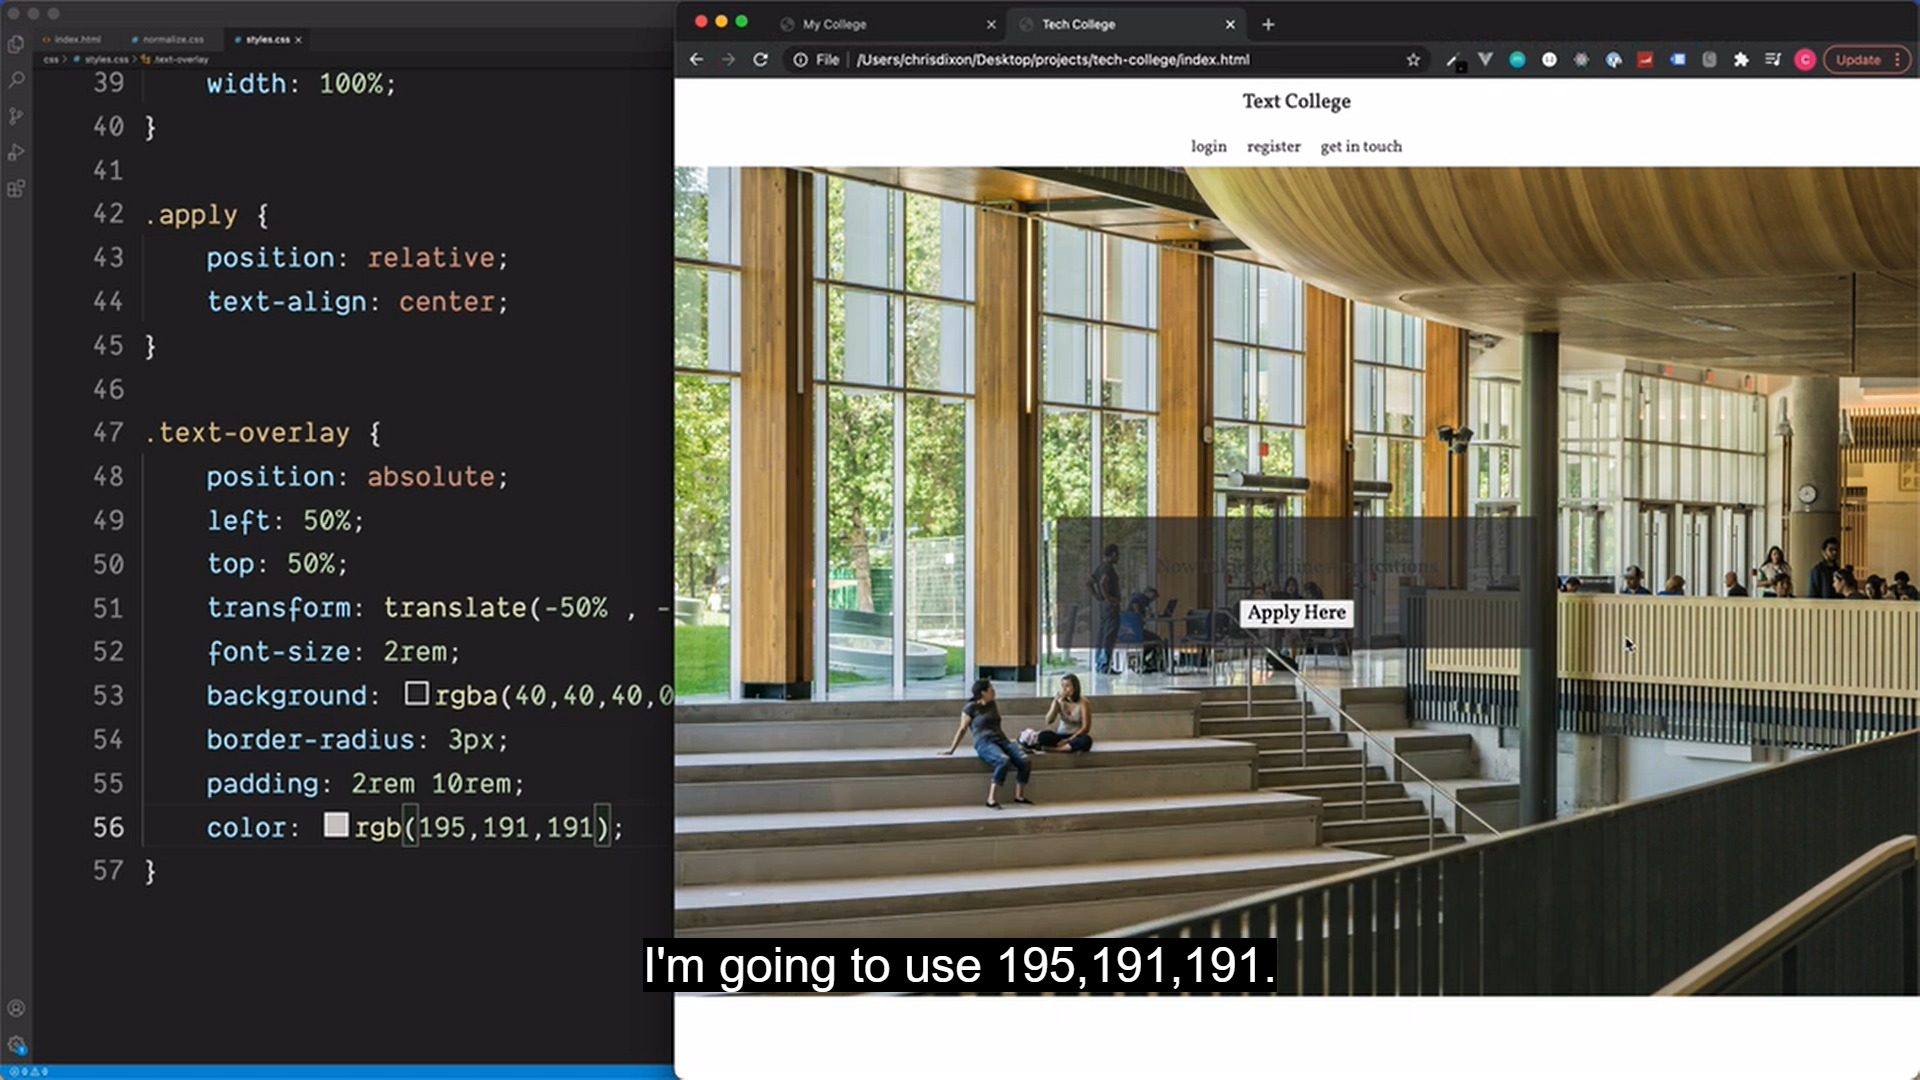 index.html
normalize.css
styles.css
css > styles.css > .text-overlay
39 width: 100%;
40 }
41
42 .apply {
43 position: relative;
44 text-align: center;
45 }
46
47 .text-overlay {
48 position: absolute;
49 left: 50%;
50 top: 50%;
51 transform: translate(-50% , -
52 font-size: 2rem;
53 background: rgba(40,40,40,0
54 border-radius: 3px;
55 padding: 2rem 10rem;
56 color: rgb(195,191,191);
57 }
My College
Tech College
File /Users/chrisdixon/Desktop/projects/tech-college/index.html
C
Update
Text College
login register get in touch
Now Online Applications
Apply Here
I'm going to use 195,191,191.